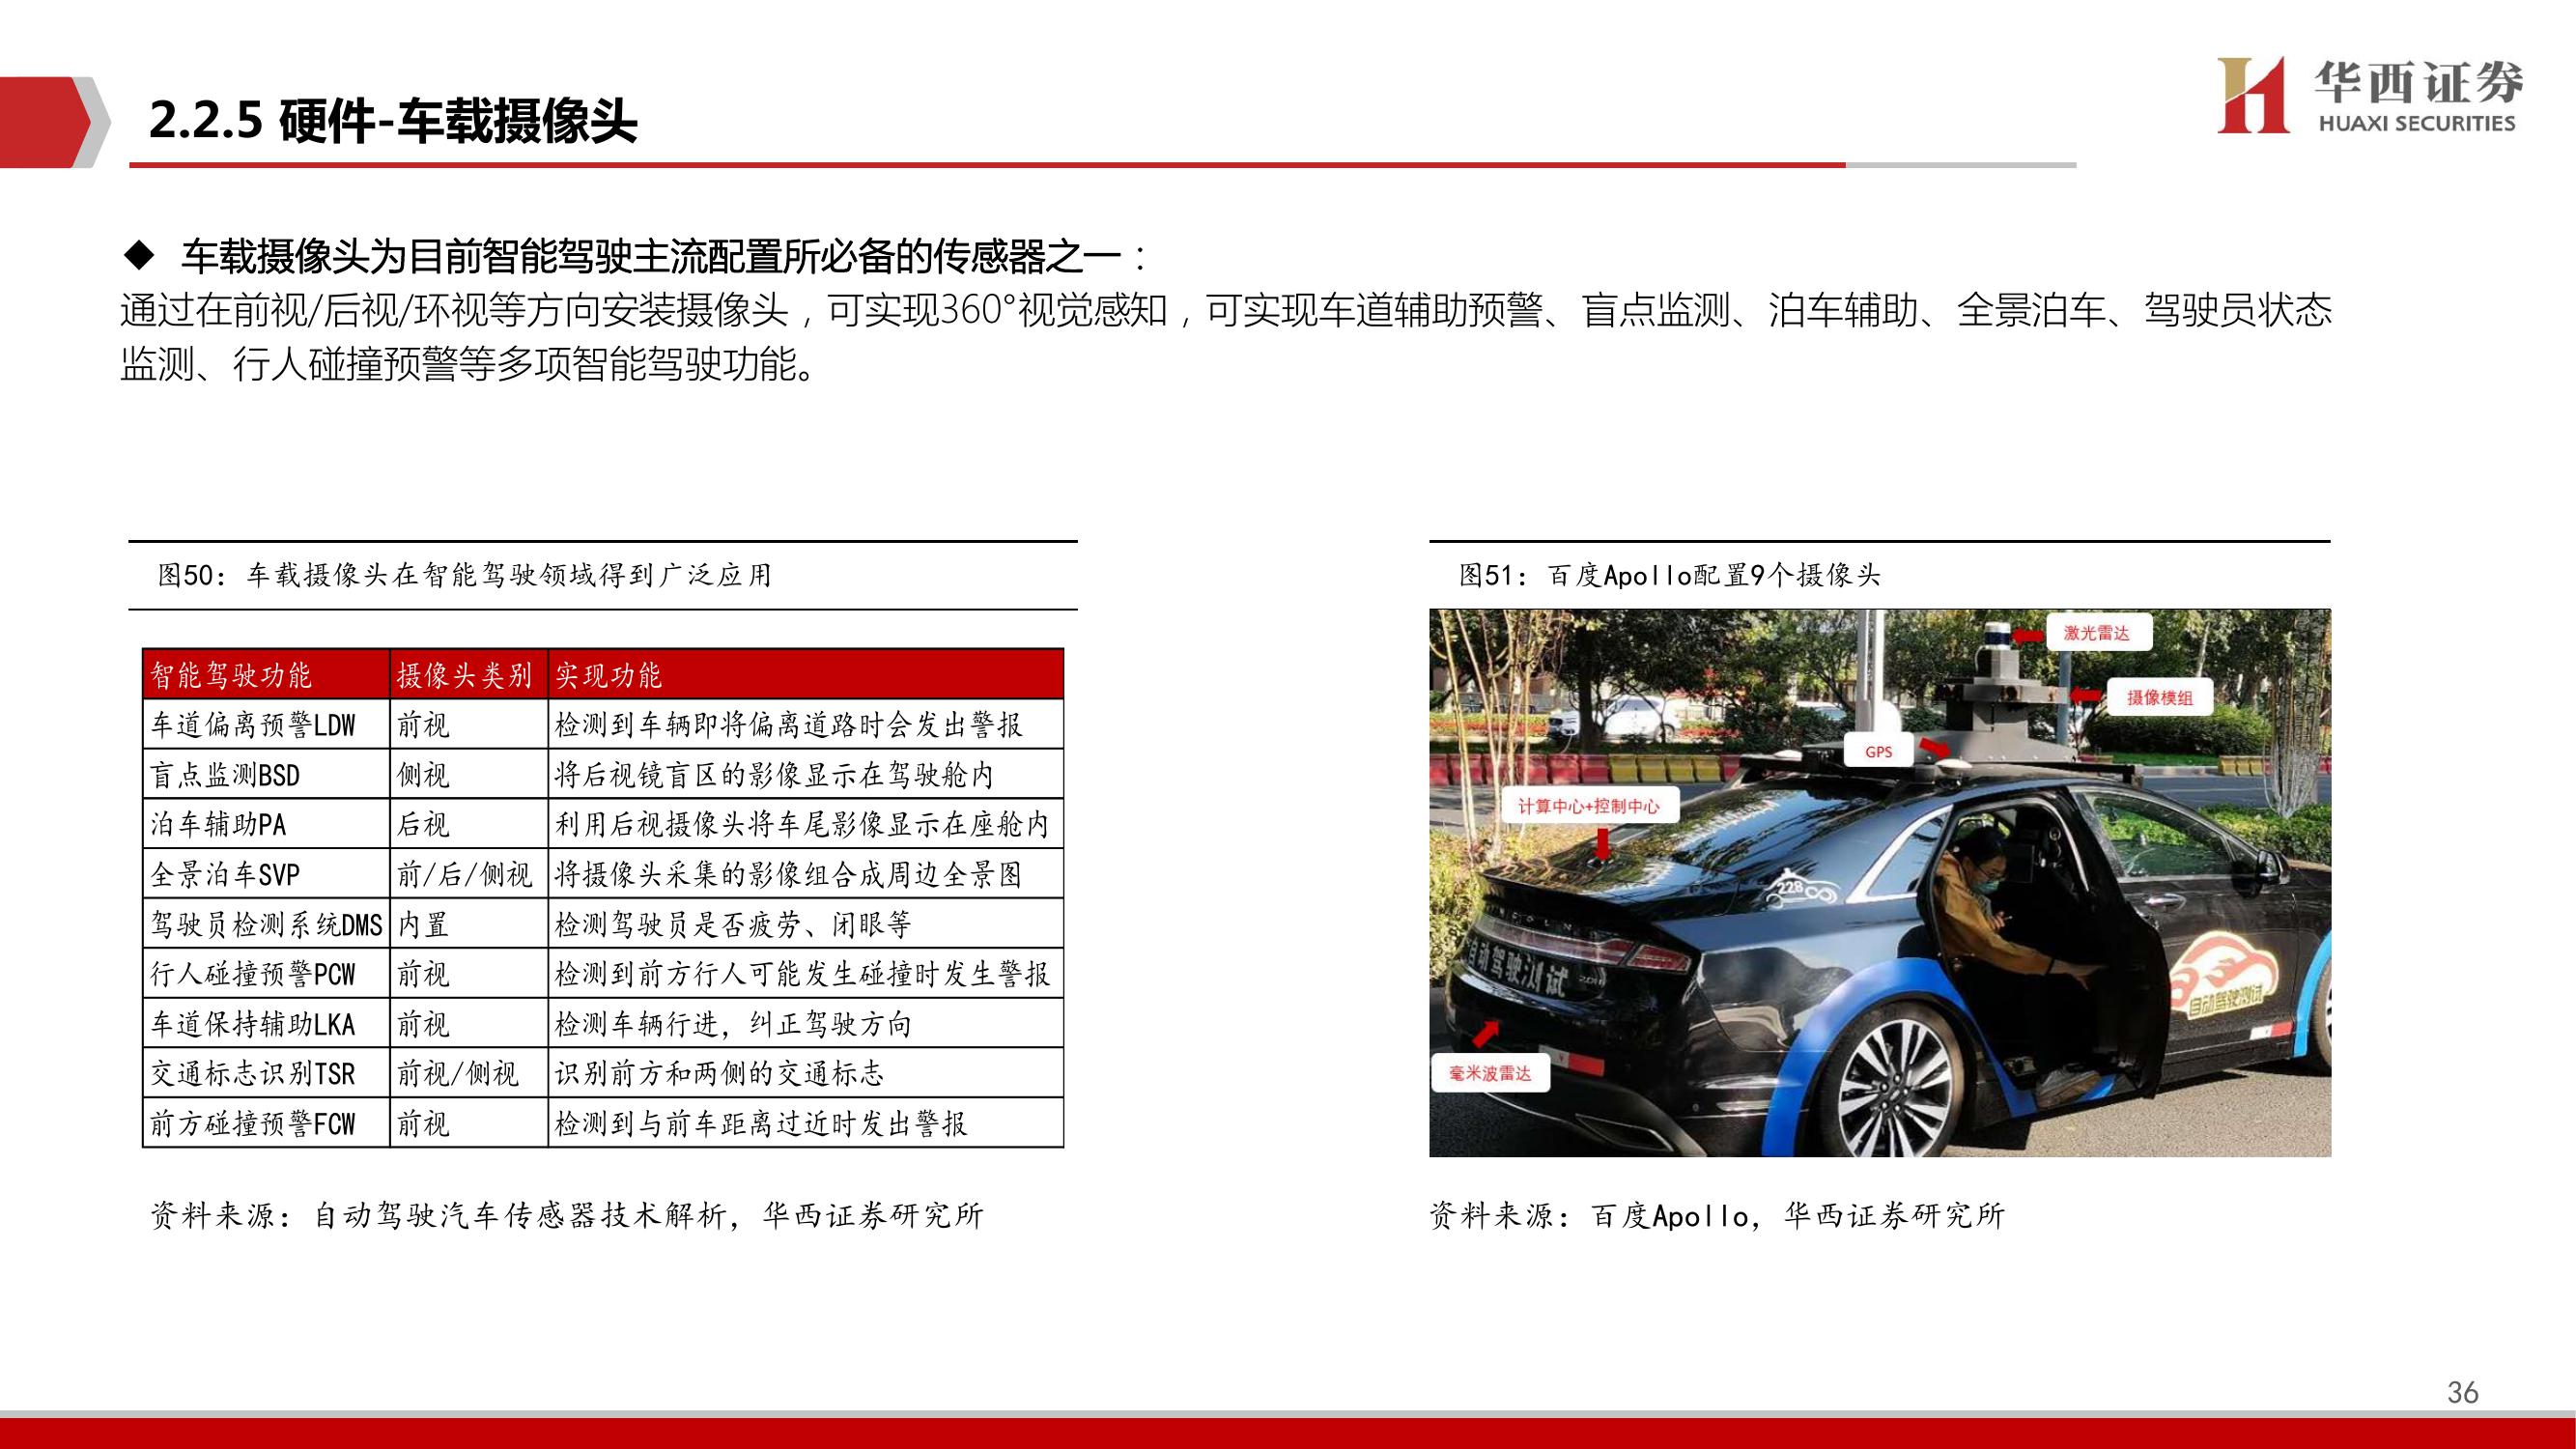 2.2.5 硬件-车载摄像头
华西证券
HUAXI SECURITIES
◆ 车载摄像头为目前智能驾驶主流配置所必备的传感器之一：
通过在前视/后视/环视等方向安装摄像头，可实现360°视觉感知，可实现车道辅助预警、盲点监测、泊车辅助、全景泊车、驾驶员状态
监测、行人碰撞预警等多项智能驾驶功能。
图50：车载摄像头在智能驾驶领域得到广泛应用
智能驾驶功能 摄像头类别 实现功能
车道偏离预警LDW 前视 检测到车辆即将偏离道路时会发出警报
盲点监测BSD 侧视 将后视镜盲区的影像显示在驾驶舱内
泊车辅助PA 后视 利用后视摄像头将车尾影像显示在座舱内
全景泊车SVP 前/后/侧视 将摄像头采集的影像组合成周边全景图
驾驶员检测系统DMS 内置 检测驾驶员是否疲劳、闭眼等
行人碰撞预警PCW 前视 检测到前方行人可能发生碰撞时发生警报
车道保持辅助LKA 前视 检测车辆行进，纠正驾驶方向
交通标志识别TSR 前视/侧视 识别前方和两侧的交通标志
前方碰撞预警FCW 前视 检测到与前车距离过近时发出警报
资料来源：自动驾驶汽车传感器技术解析，华西证券研究所
图51：百度Apollo配置9个摄像头
激光雷达
摄像模组
GPS
计算中心+控制中心
228
LINCOLN
自动驾驶测试
自动驾驶测试
毫米波雷达
资料来源：百度Apollo，华西证券研究所
36